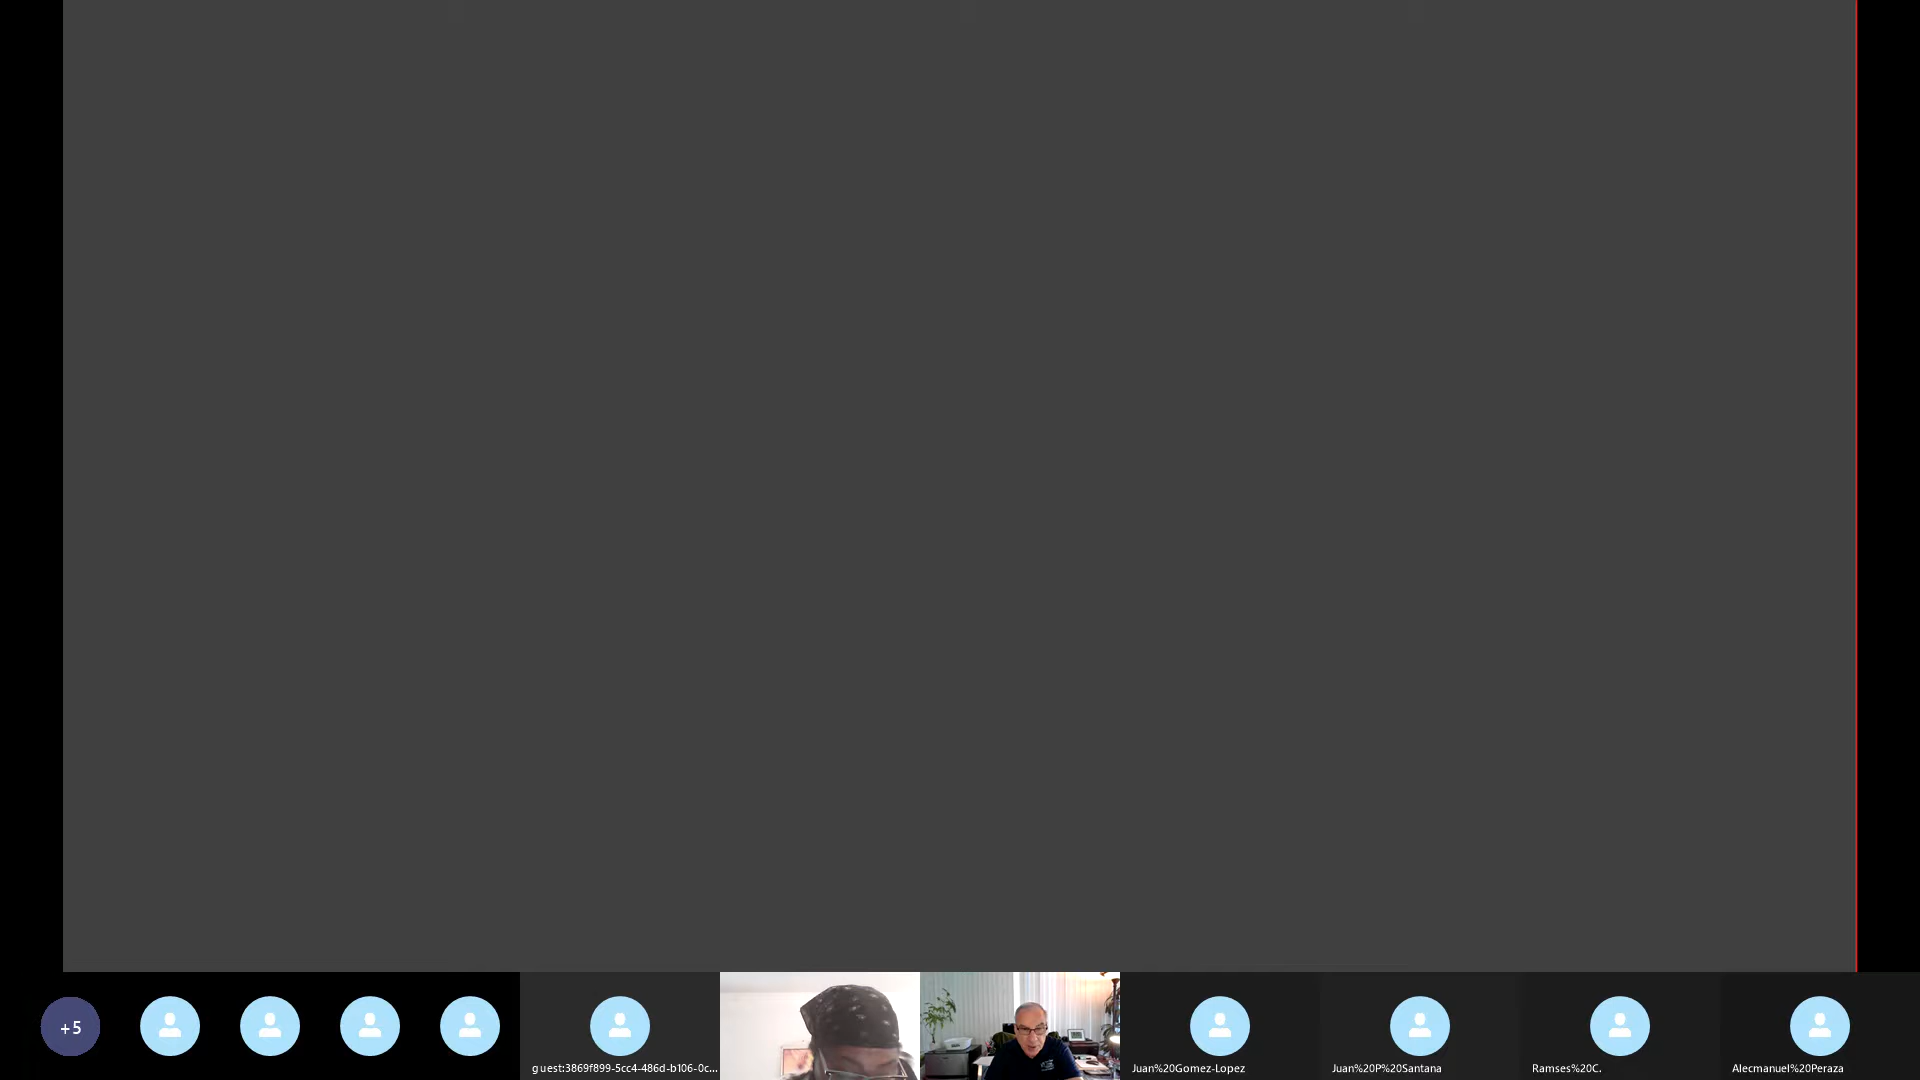 +5
guest:3869f899-5cc4-486d-b106-0c...
Juan%20Gomez-Lopez
Juan%20P%20Santana
Ramses%20C.
Alecmanuel%20Peraza